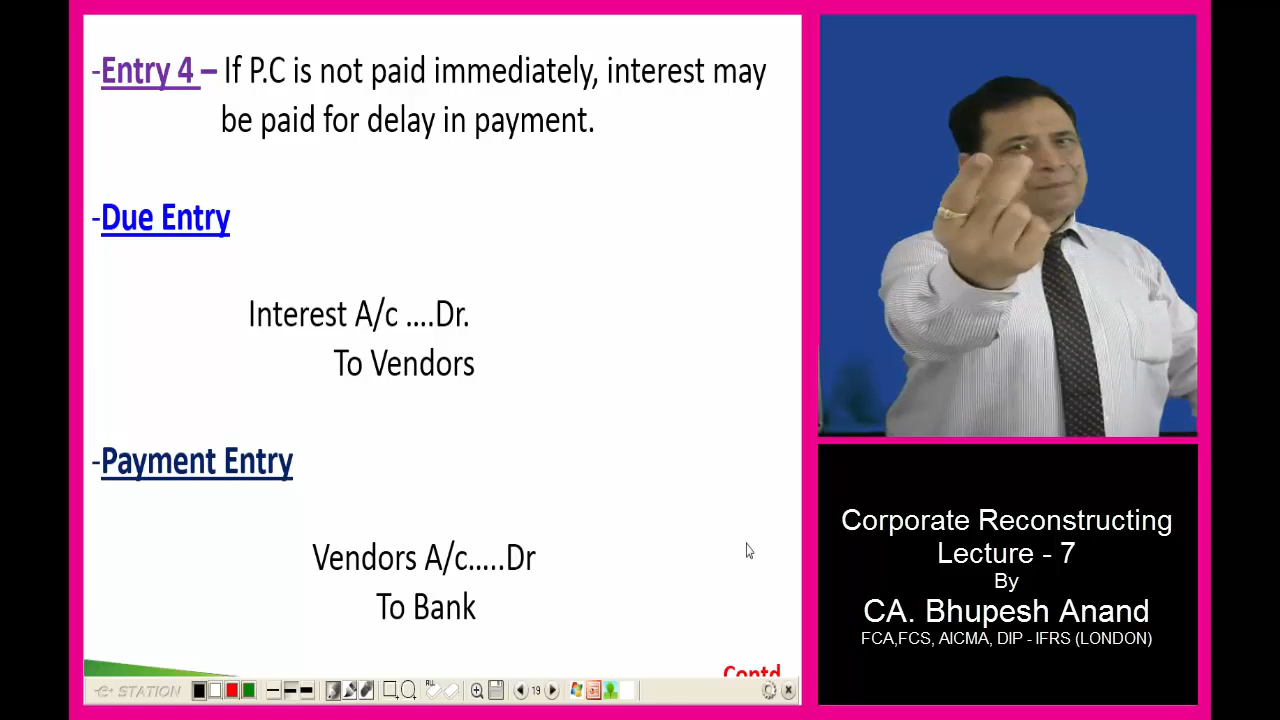 -Entry 4 – If P.C is not paid immediately, interest may
be paid for delay in payment.
-Due Entry
Interest A/c ....Dr.
To Vendors
-Payment Entry
Vendors A/c.....Dr
To Bank
Contd
STATION
19
Corporate Reconstructing
Lecture - 7
By
CA. Bhupesh Anand
FCA,FCS, AICMA, DIP - IFRS (LONDON)